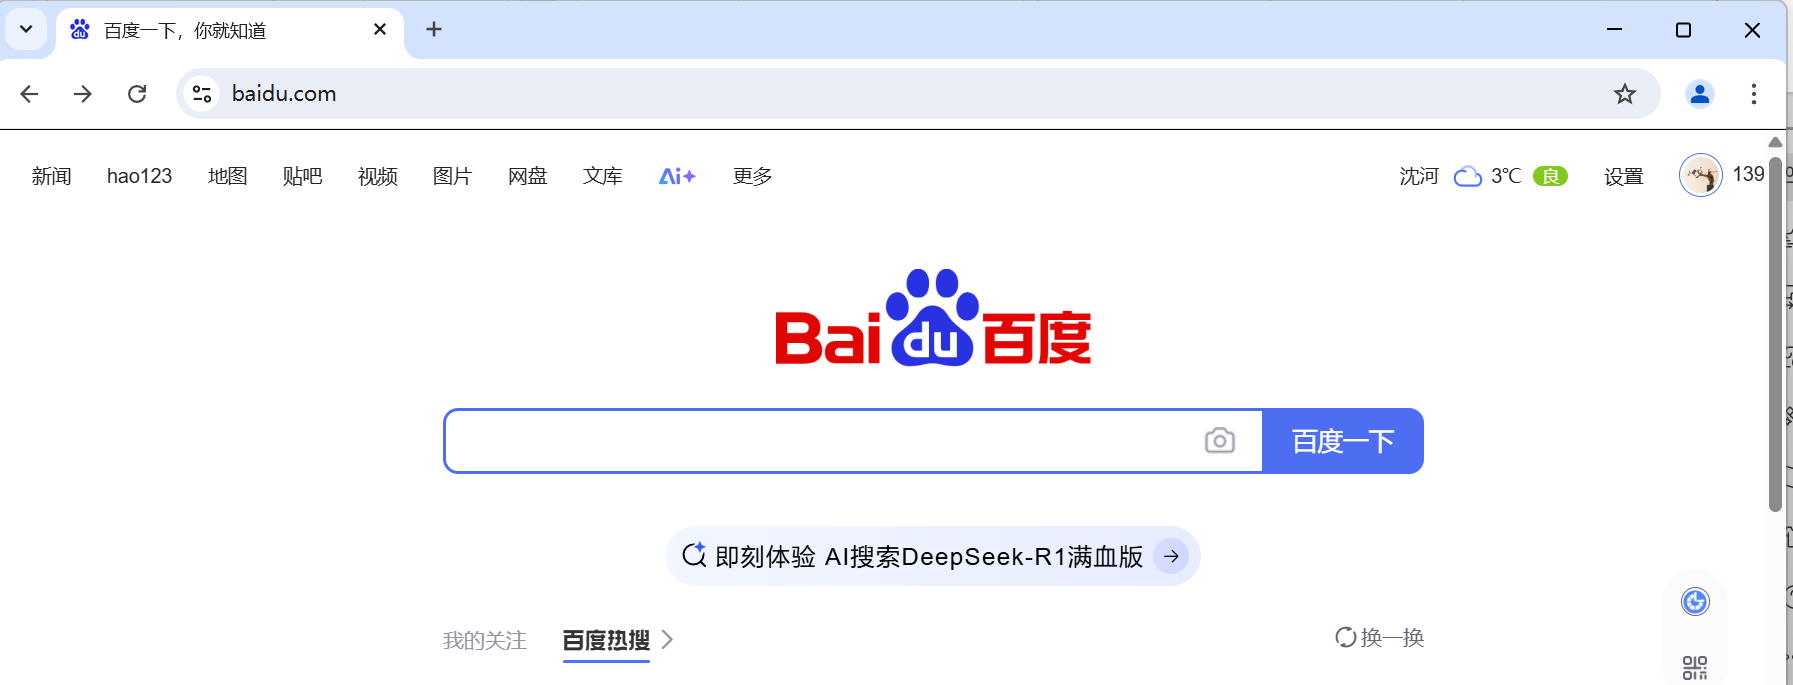 百度一下，你就知道
baidu.com
新闻 hao123 地图 贴吧 视频 图片 网盘 文库 Ai+ 更多 沈河 3℃ 良 设置 139
Bai du 百度
百度一下
即刻体验 AI搜索DeepSeek-R1满血版
我的关注 百度热搜 换一换